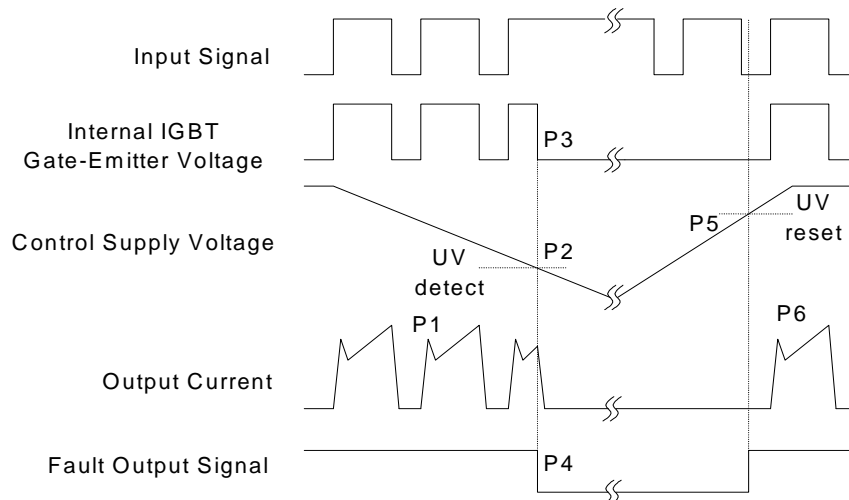 Input Signal
Internal IGBT
Gate-Emitter Voltage
P3
Control Supply Voltage
UV
detect
P2
P5
UV
reset
P1
P6
Output Current
Fault Output Signal
P4